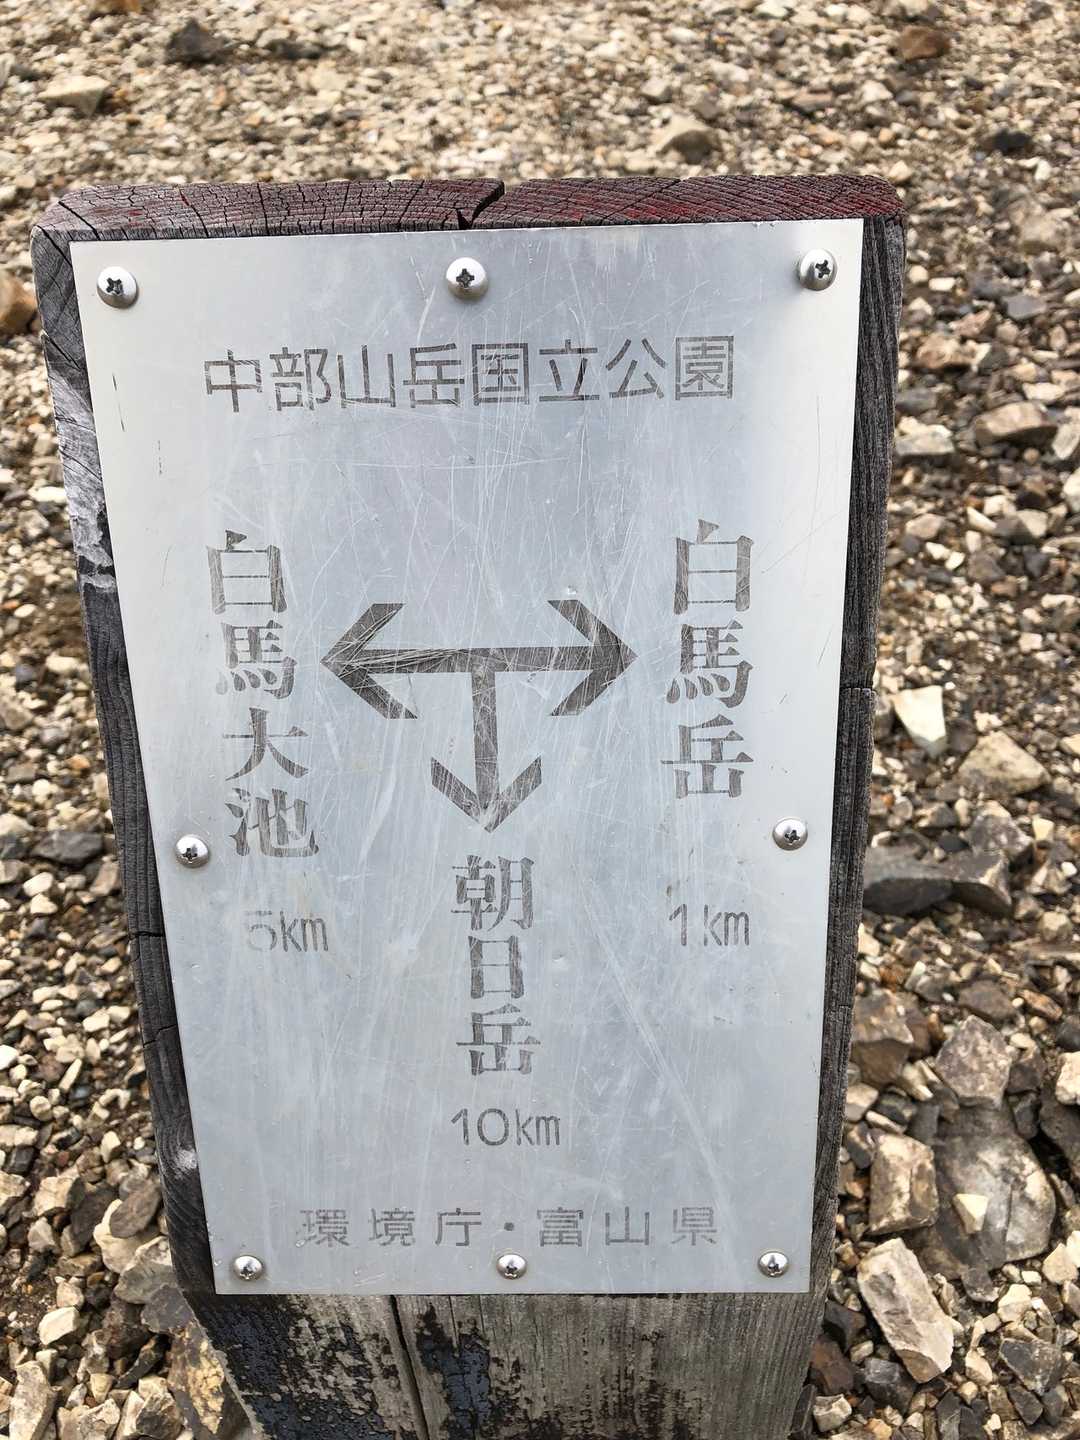 中部山岳国立公園
白馬大池
5km
白馬岳
1km
朝日岳
10km
環境庁・富山県